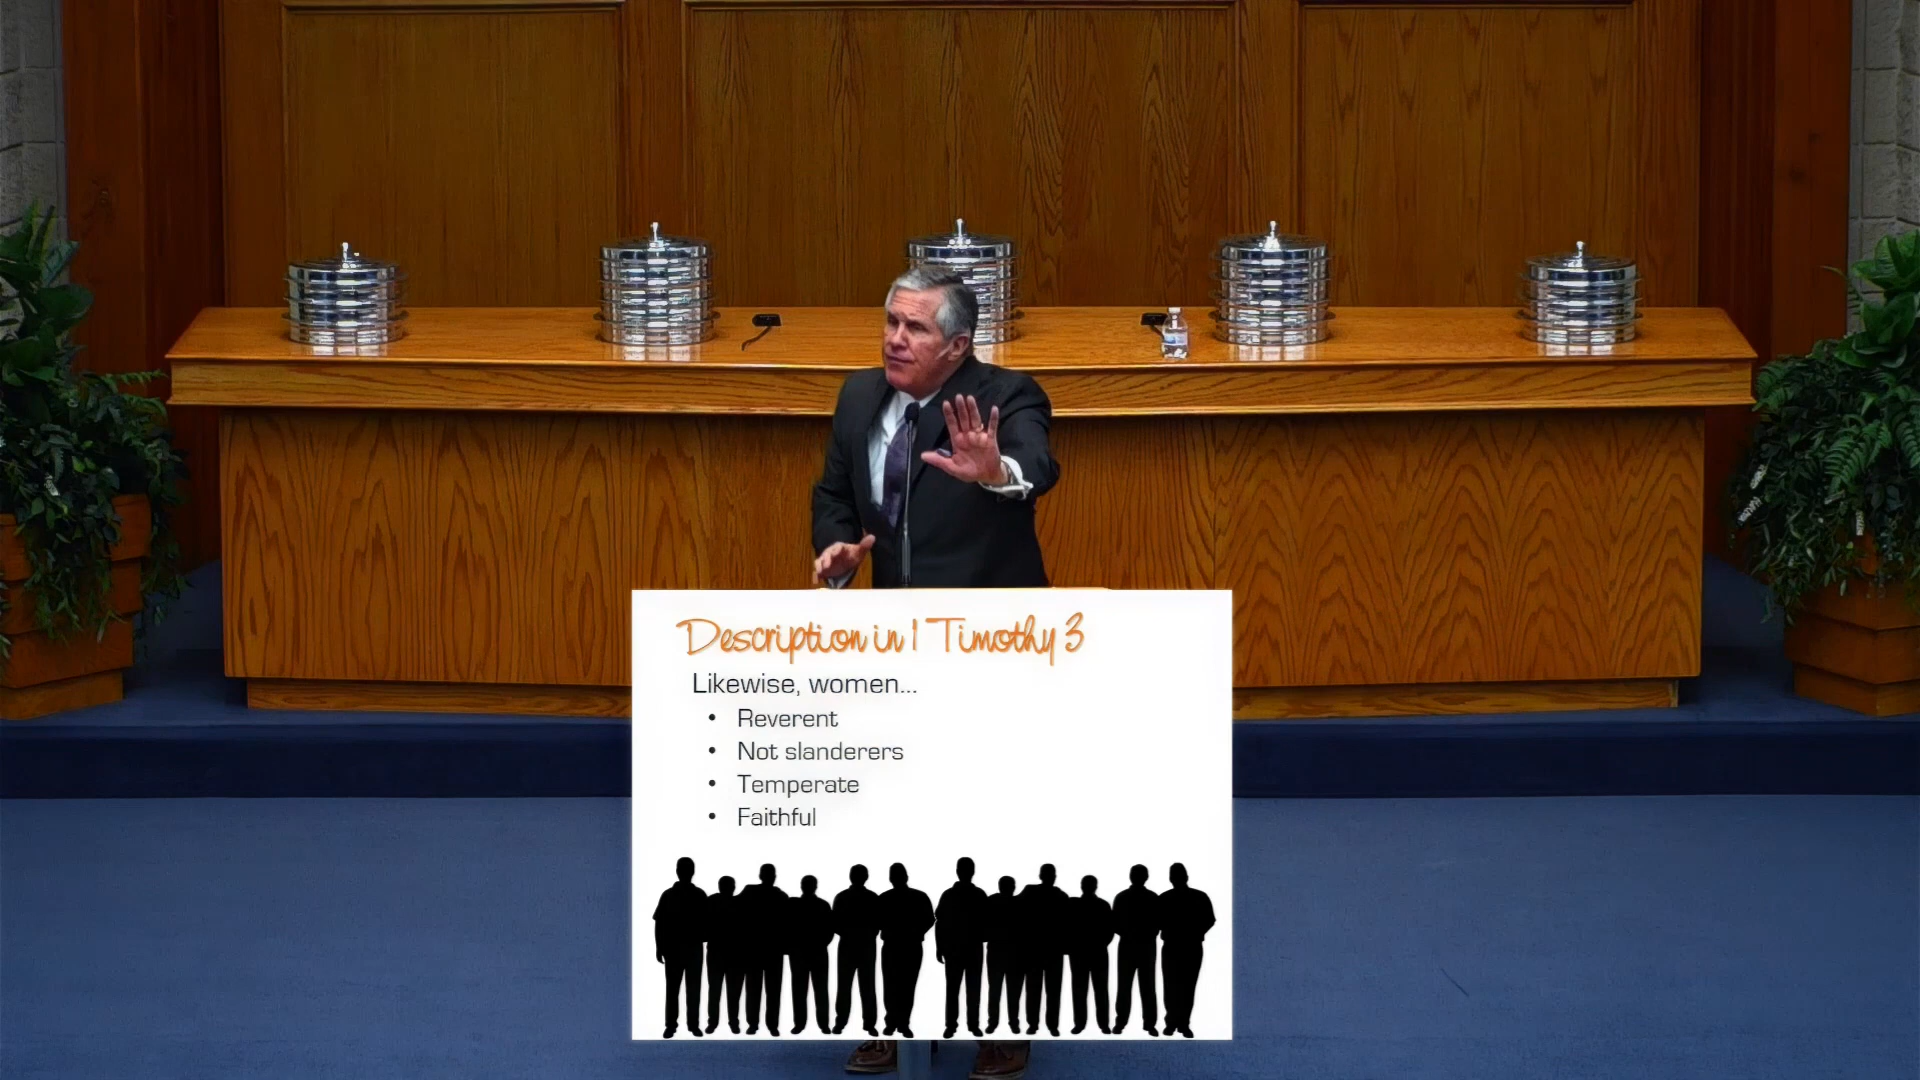 Description in 1 Timothy 3
Likewise, women...
• Reverent
• Not slanderers
• Temperate
• Faithful